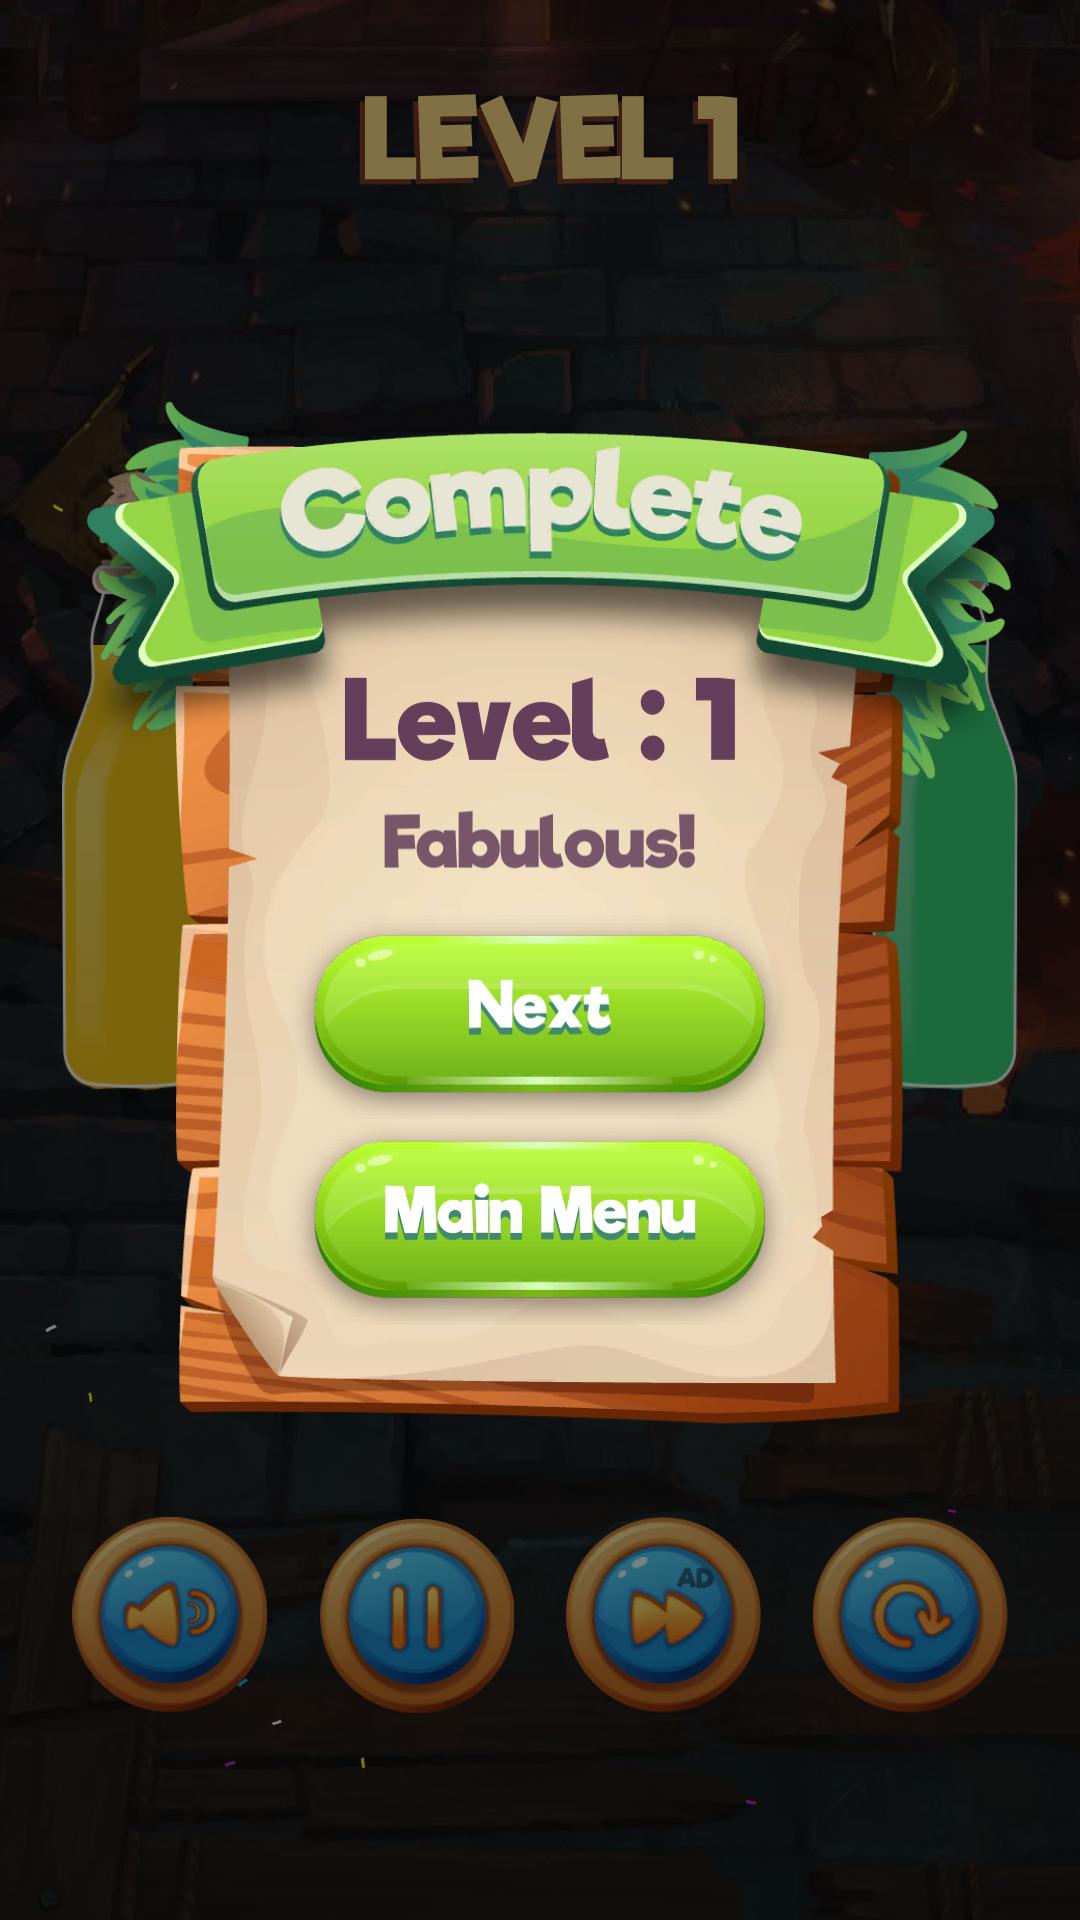 LEVEL 1
Complete
Level : 1
Fabulous!
Next
Main Menu
AD